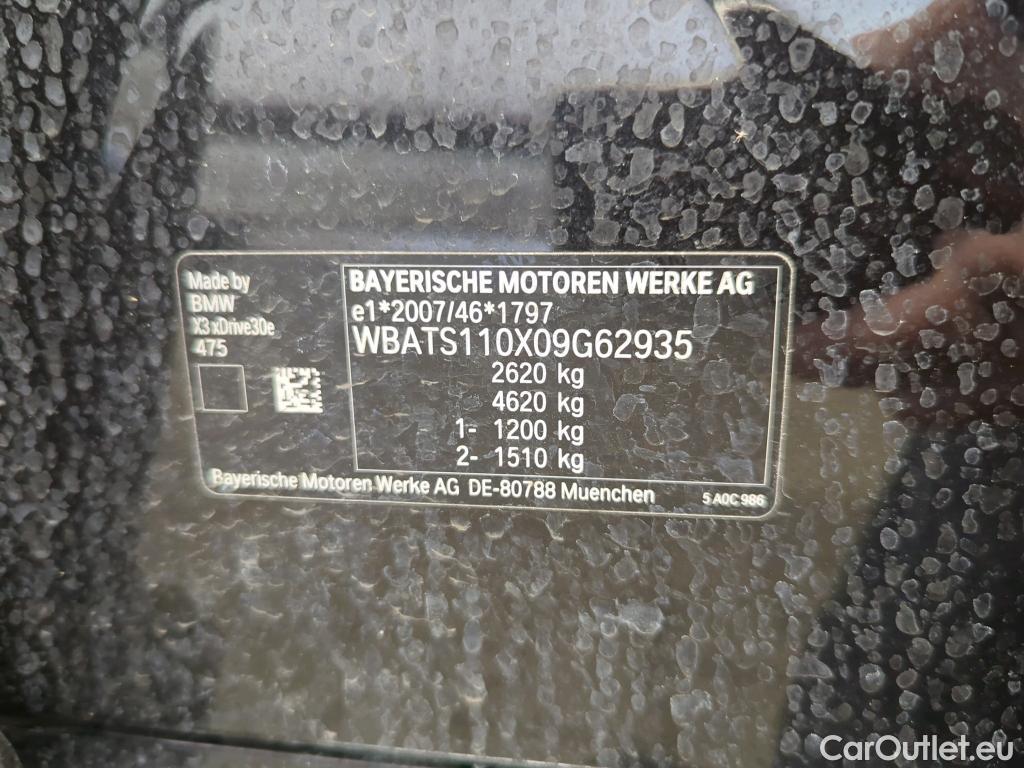 Made by
BMW
X3 xDrive30e
475
BAYERISCHE MOTOREN WERKE AG
e1*2007/46*1797
WBATS110X09G62935
2620 kg
4620 kg
1- 1200 kg
2- 1510 kg
Bayerische Motoren Werke AG DE-80788 Muenchen
5 A0C 986
CarOutlet.eu